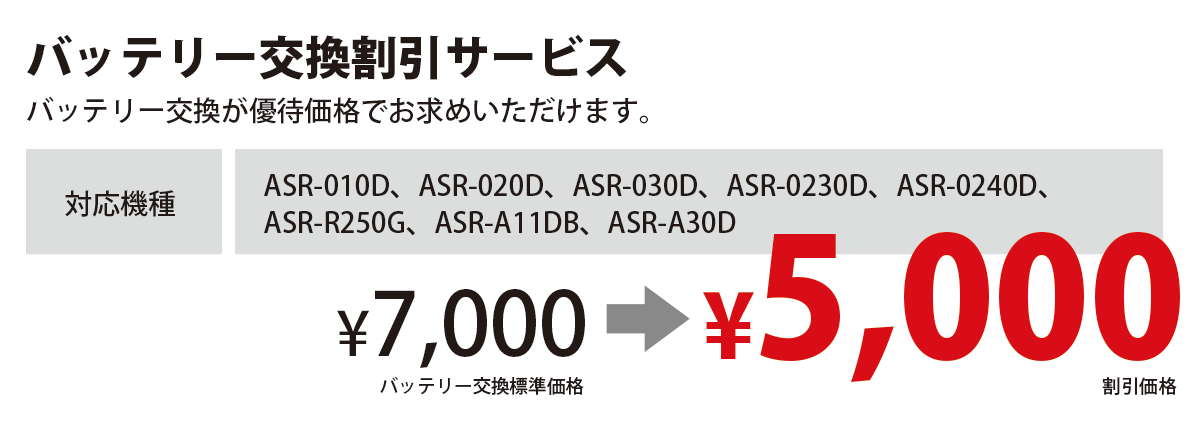 バッテリー交換割引サービス
バッテリー交換が優待価格でお求めいただけます。
対応機種
ASR-010D、ASR-020D、ASR-030D、ASR-0230D、ASR-0240D、
ASR-R250G、ASR-A11DB、ASR-A30D
¥7,000
¥5,000
バッテリー交換標準価格
割引価格